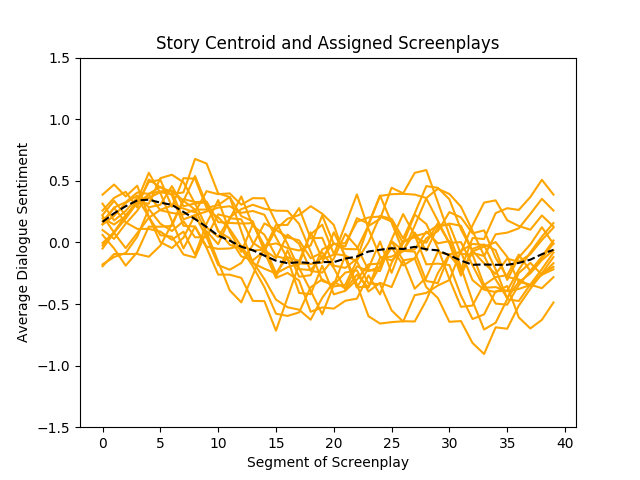 Story Centroid and Assigned Screenplays
1.5
1.0
0.5
0.0
−0.5
−1.0
−1.5
Average Dialogue Sentiment
0 5 10 15 20 25 30 35 40
Segment of Screenplay